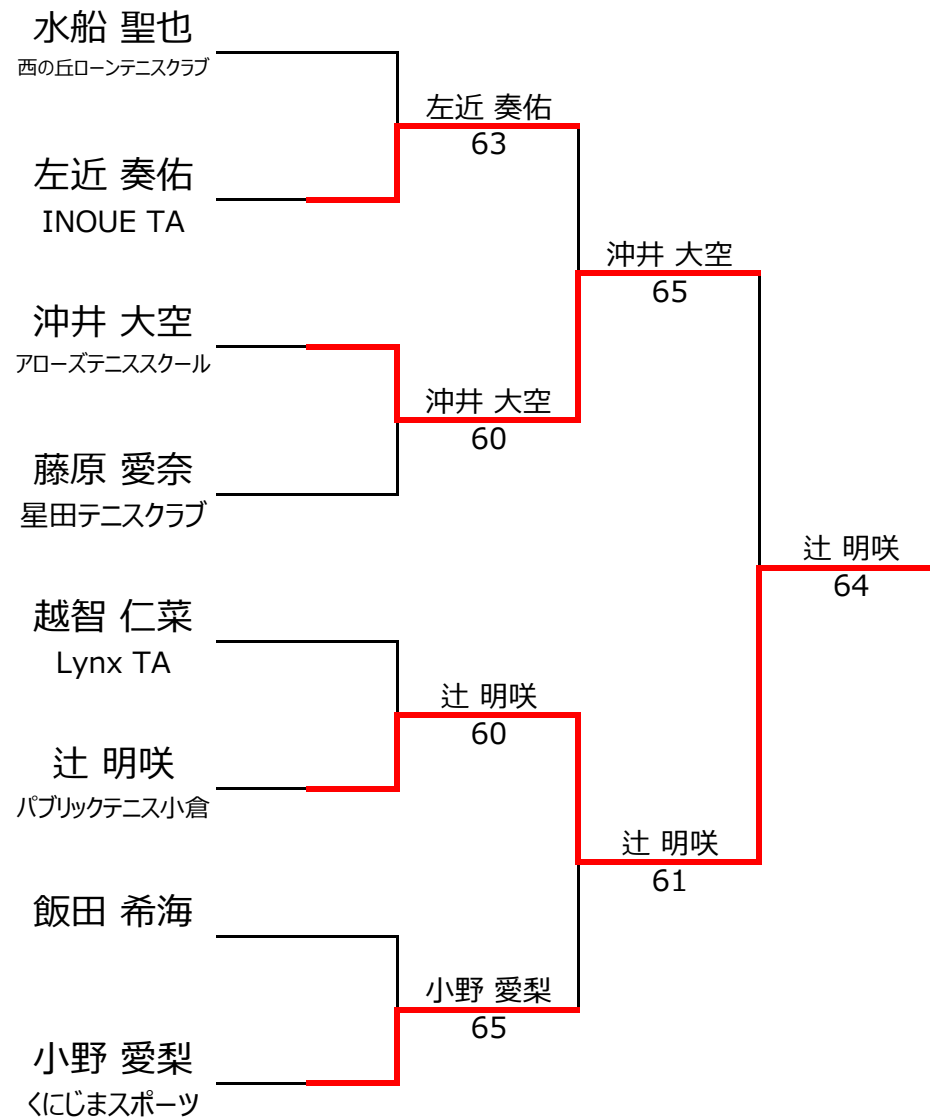 水船 聖也
西の丘ローンテニスクラブ
左近 奏佑
63
左近 奏佑
INOUE TA
沖井 大空
65
沖井 大空
アローズテニススクール
沖井 大空
60
藤原 愛奈
星田テニスクラブ
辻 明咲
64
越智 仁菜
Lynx TA
辻 明咲
60
辻 明咲
パブリックテニス小倉
辻 明咲
61
飯田 希海
小野 愛梨
65
小野 愛梨
くにじまスポーツ